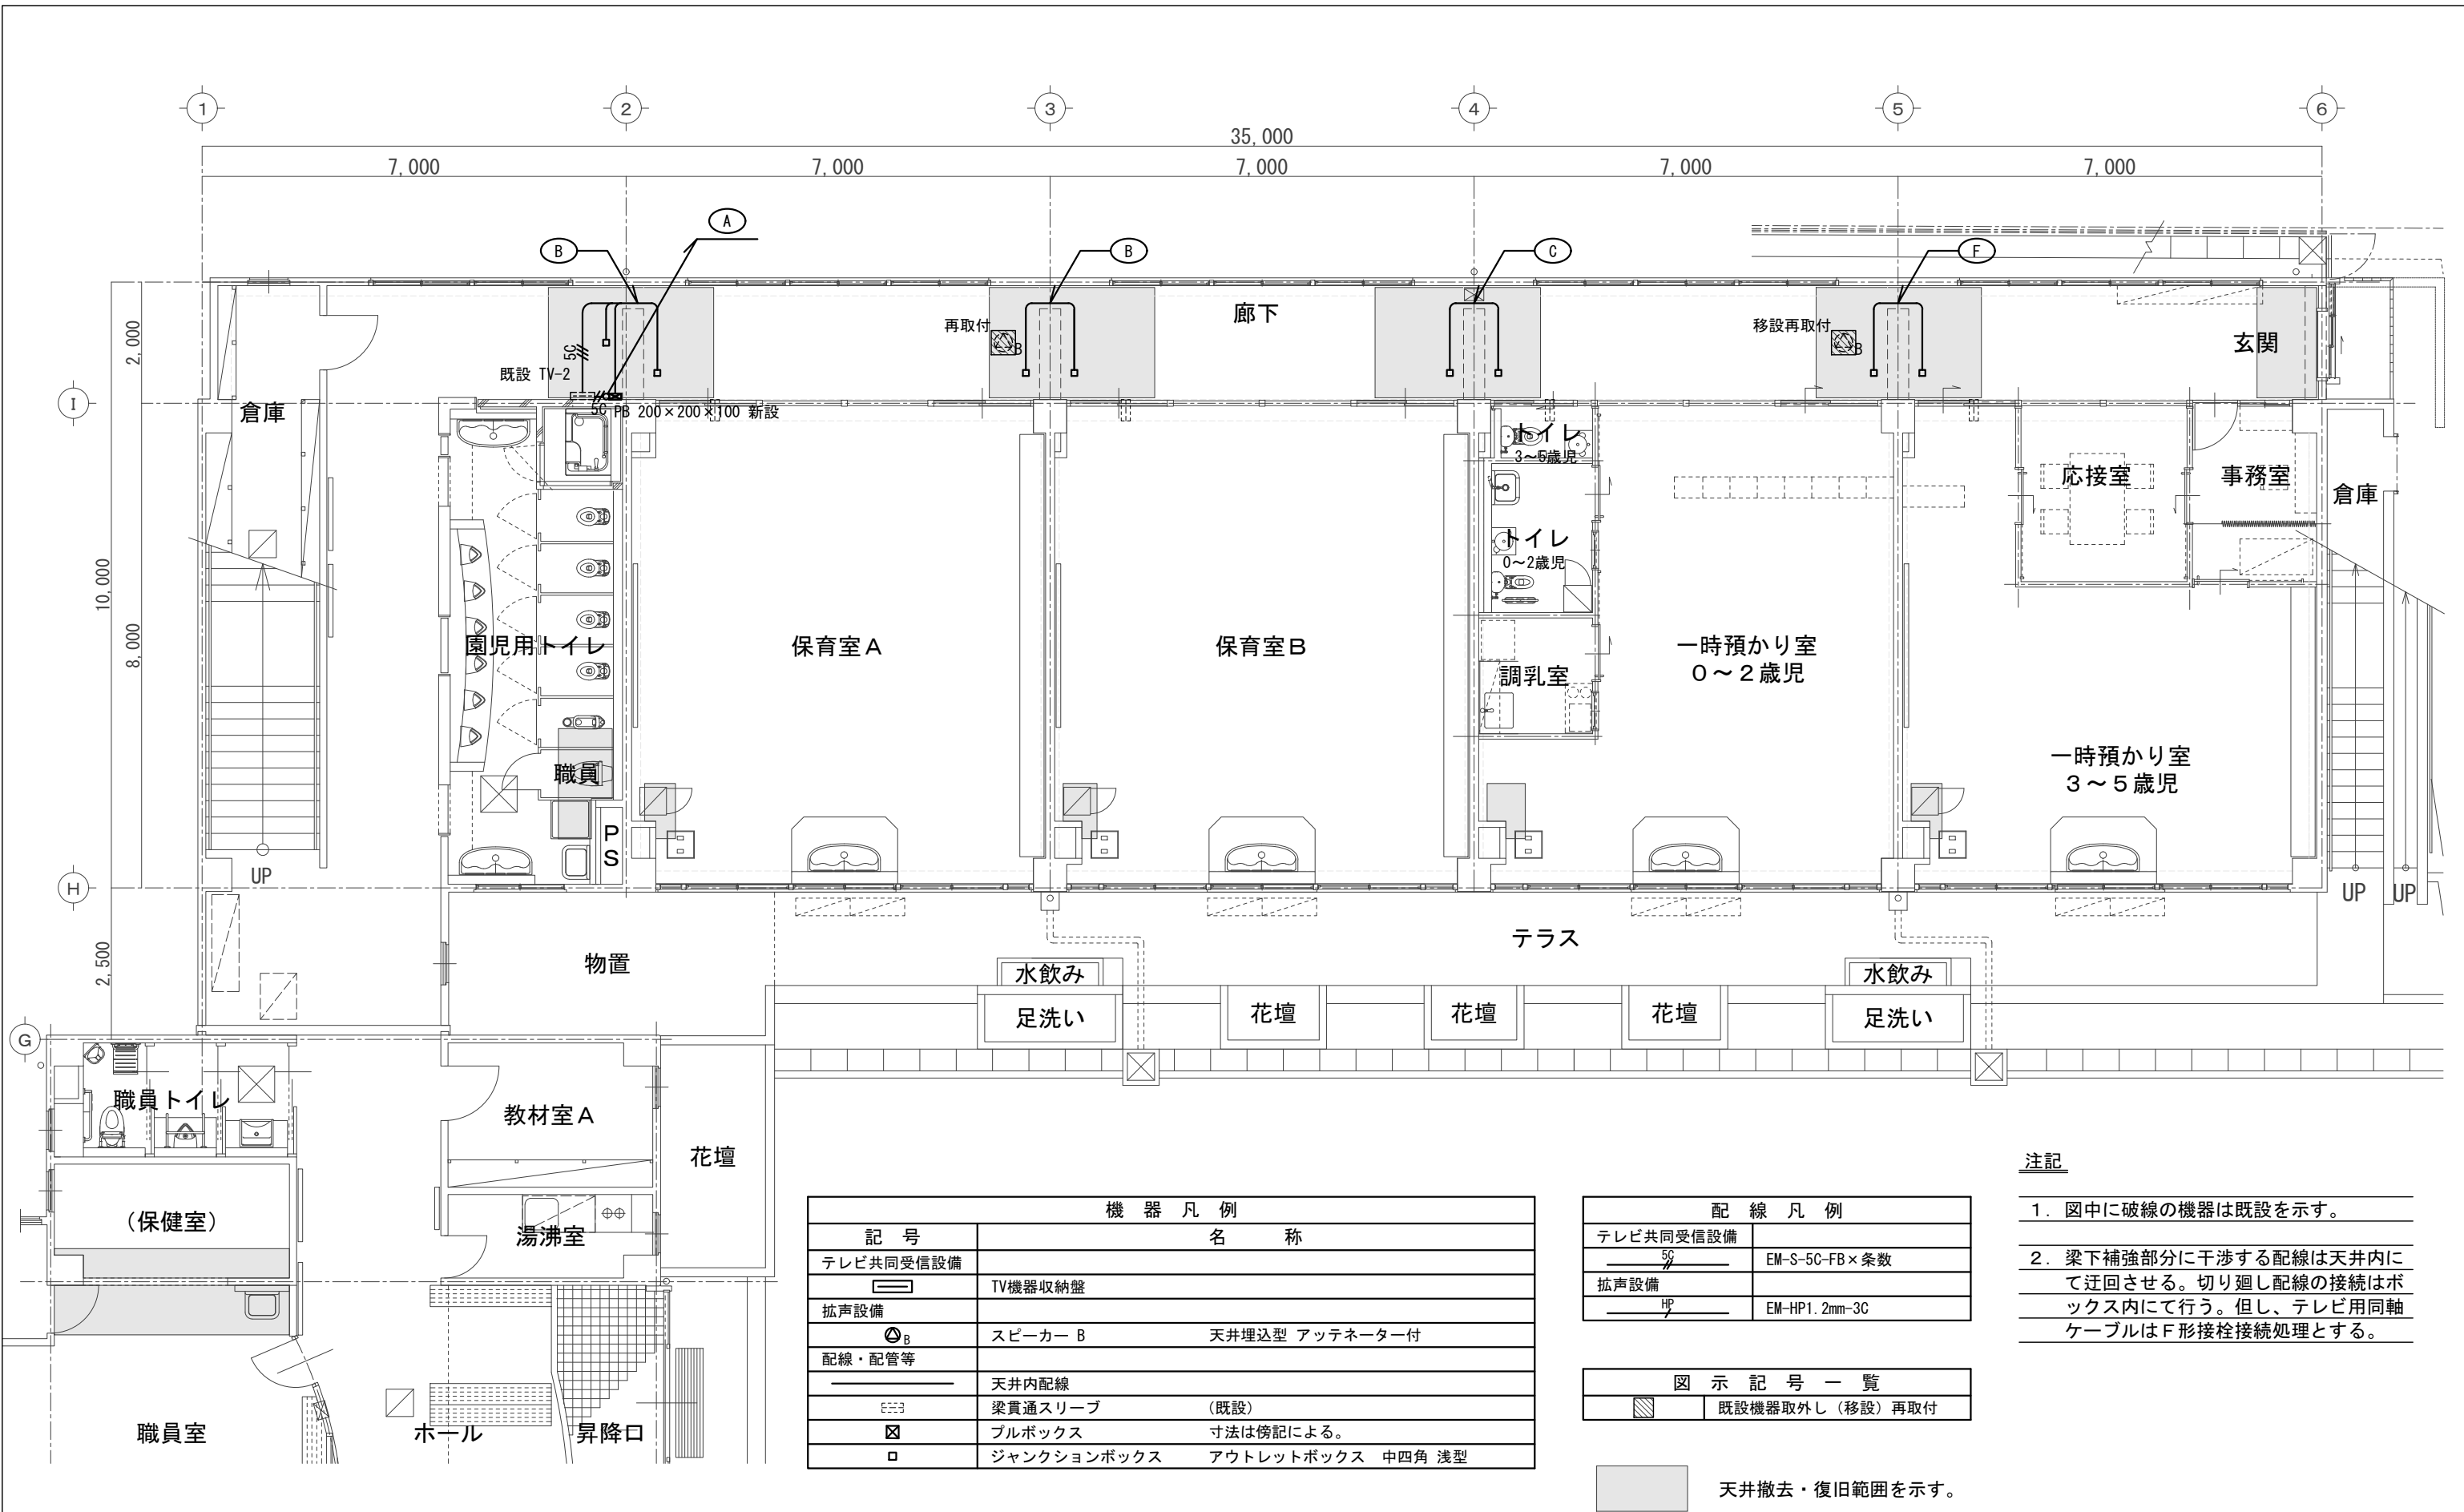 1
2
3
4
5
6
35,000
7,000
7,000
7,000
7,000
7,000
A
B
B
C
F
2,000
10,000
8,000
2,500
I
H
G
5C
既設 TV-2
5C PB 200×200×100 新設
再取付
B
廊下
移設再取付
B
玄関
倉庫
トイレ
3～5歳児
トイレ
0～2歳児
応接室
事務室
倉庫
園児用トイレ
保育室A
保育室B
調乳室
一時預かり室
０～２歳児
一時預かり室
３～５歳児
職員
P
S
UP
UP
UP
物置
テラス
水飲み
足洗い
花壇
花壇
花壇
水飲み
足洗い
職員トイレ
教材室A
花壇
(保健室)
湯沸室
職員室
ホール
昇降口
機 器 凡 例
記 号 名 称
テレビ共同受信設備
TV機器収納盤
拡声設備
B スピーカー B 天井埋込型 アッテネーター付
配線・配管等
天井内配線
梁貫通スリーブ (既設)
プルボックス 寸法は傍記による。
ジャンクションボックス アウトレットボックス 中四角 浅型
配 線 凡 例
テレビ共同受信設備
5C EM-S-5C-FB×条数
拡声設備
HP EM-HP1.2mm-3C
図 示 記 号 一 覧
既設機器取外し（移設）再取付
天井撤去・復旧範囲を示す。
注記
1. 図中に破線の機器は既設を示す。
2. 梁下補強部分に干渉する配線は天井内に
て迂回させる。切り廻し配線の接続はボ
ックス内にて行う。但し、テレビ用同軸
ケーブルはＦ形接栓接続処理とする。